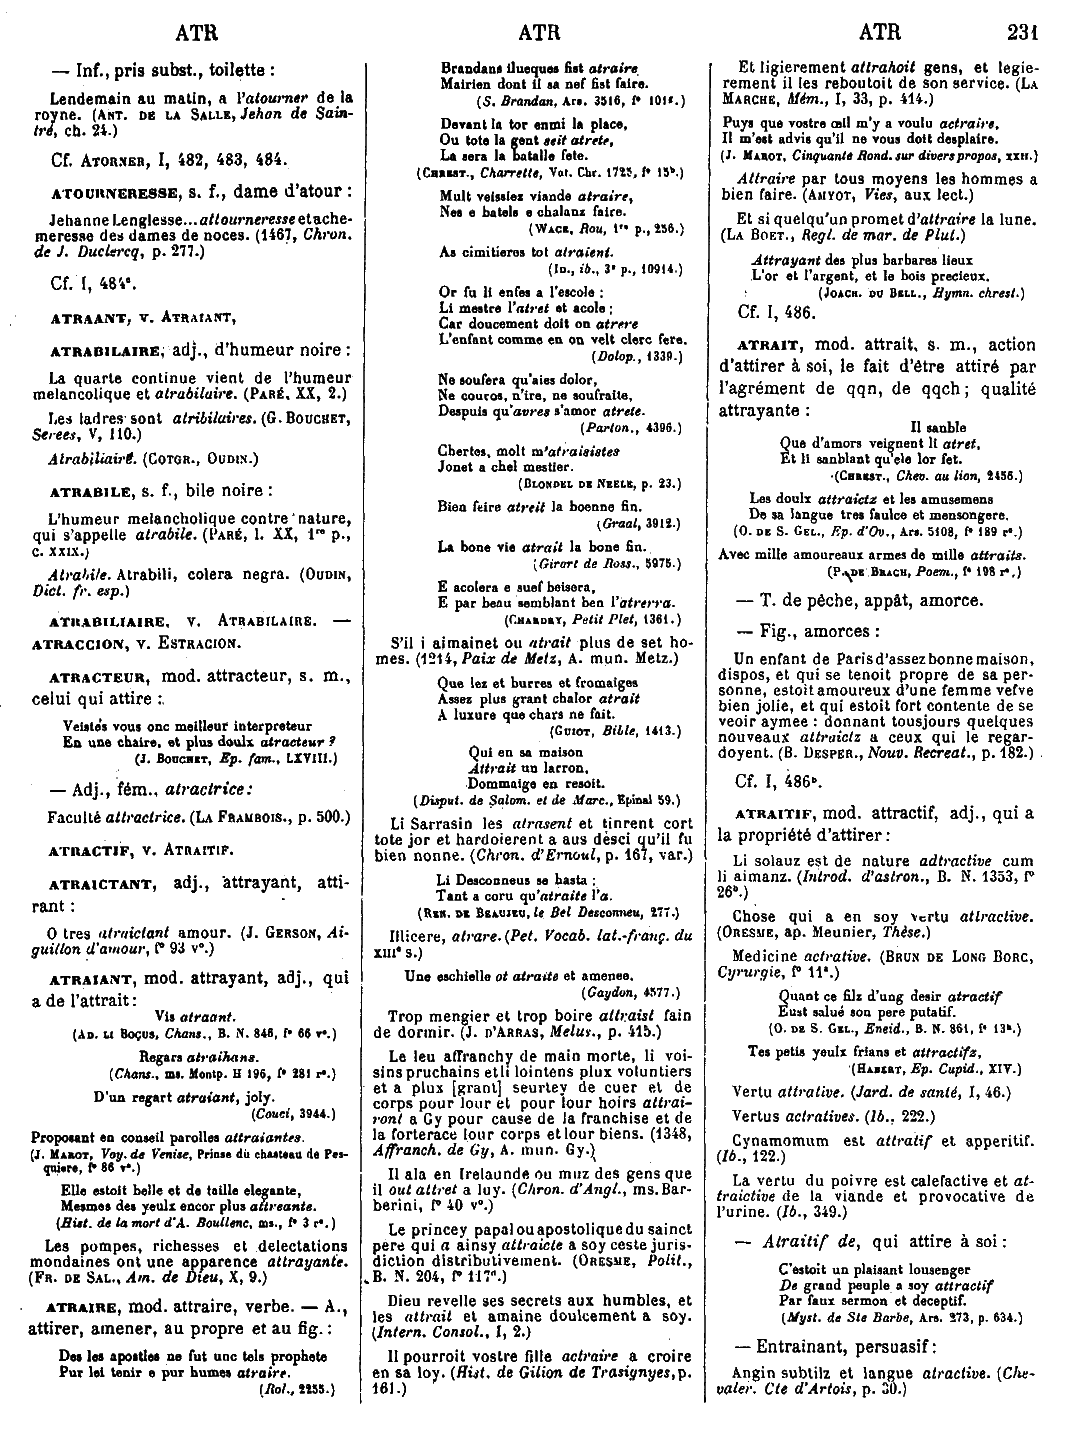 ATR
ATR
ATR
231
— Inf., pris subst., toilette :
Lendemain au matin, a l'atourner de la
royne. (ANT. DE LA SALLE, Jehan de Sain-
tré, ch. 24.)
Cf. ATORNER, I, 482, 483, 484.
ATOURNERESSE, s. f., dame d'atour :
Jehanne Lenglesse... attourneresse et ache-
meresse des dames de noces. (1467, Chron.
de J. Duclercq, p. 277.)
Cf. I, 484ᵉ.
ATRAANT, v. ATRAIANT,
ATRABILAIRE, adj., d'humeur noire :
La quarte continue vient de l'humeur
melancolique et atrabilaire. (PARÉ, XX, 2.)
Les ladres sont atribilaires. (G. BOUCHET,
Serees, V, 110.)
Atrabiliaire. (COTGR., OUDIN.)
ATRABILE, s. f., bile noire :
L'humeur melancholique contre nature,
qui s'appelle atrabile. (PARÉ, l. XX, 1ʳᵉ p.,
c. XXIX.)
Atrabile. Atrabili, colera negra. (OUDIN,
Dict. fr. esp.)
ATRABILIAIRE, v. ATRABILAIRE. —
ATRACCION, v. ESTRACION.
ATRACTEUR, mod. attracteur, s. m.,
celui qui attire :
Veistes vous onc meilleur interpreteur
En une chaire, et plus doulx atracteur ?
(J. BOUCHET, Ep. fam., LXVIII.)
— Adj., fém., atractrice :
Faculté attractrice. (LA FRAMBOIS., p. 500.)
ATRACTIF, v. ATRAITIF.
ATRAICTANT, adj., attrayant, atti-
rant :
O tres atraictant amour. (J. GERSON, Ai-
guillon d'amour, f° 93 v°.)
ATRAIANT, mod. attrayant, adj., qui
a de l'attrait :
Vis atraant.
(AD. LI BOÇUS, Chans., B. N. 846, f° 66 v°.)
Regars atraihans.
(Chans., ms. Montp. H 196, f° 281 r°.)
D'un regart atraiant, joly.
(Couci, 3944.)
Proposant en conseil parolles attraiantes.
(J. MAROT, Voy. de Venise, Prinse du chasteau de Pes-
quiere, f° 86 v°.)
Elle estoit belle et de taille elegante,
Mesmes des yeulx encor plus attreante.
(Hist. de la mort d'A. Boullenc, ms., f° 3 r°.)
Les pompes, richesses et delectations
mondaines ont une apparence attrayante.
(FR. DE SAL., Am. de Dieu, X, 9.)
ATRAIRE, mod. attraire, verbe. — A.,
attirer, amener, au propre et au fig. :
Des les apostles ne fut unc tels prophete
Pur lei tenir e pur humes atraire.
(Rol., 2255.)
Brandans ilueques fist atraire
Mairien dont il sa nef fist faire.
(S. Brandan, Ars. 3516, f° 101ᵉ.)
Devant la tor enmi la place,
Ou tote la gent seit atrete,
La sera la batalle fete.
(CHREST., Charrette, Vat. Chr. 1725, f° 15ᵇ.)
Mult veissiez viande atraire,
Nes e batels e chalanz faire.
(WACE, Rou, 1ʳᵉ p., 256.)
As cimitieres tot atraient.
(ID., ib., 3ᵉ p., 10914.)
Or fu li enfes a l'escole :
Li mestre l'atret et acole ;
Car doucement doit on atrere
L'enfant comme en on velt clerc fere.
(Dolop., 1339.)
Ne soufera qu'aies dolor,
Ne couros, n'ire, ne soufraite,
Despuis qu'avres s'amor atrete.
(Parton., 4396.)
Chertes, molt m'atraisistes
Jonet a chel mestier.
(BLONDEL DE NEELE, p. 23.)
Bien feire atreit la boenne fin.
(Graal, 3912.)
La bone vie atrait la bone fin.
(Girart de Ross., 5975.)
E acolera e suef beisera,
E par beau semblant ben l'atrerra.
(CHARDRY, Petit Plet, 1361.)
S'il i aimainet ou atrait plus de set ho-
mes. (1214, Paix de Metz, A. mun. Metz.)
Que lez et burres et fromaiges
Assez plus grant chalor atrait
A luxure que chars ne fait.
(GUIOT, Bible, 1413.)
Qui en sa maison
Attrait un larron,
Dommaige en resoit.
(Disput. de Salom. et de Marc., Epinal 59.)
Li Sarrasin les atrasent et tinrent cort
tote jor et hardoierent a aus desci qu'il fu
bien nonne. (Chron. d'Ernoul, p. 167, var.)
Li Desconneus se hasta ;
Tant a coru qu'atraite l'a.
(REN. DE BEAUJEU, le Bel Desconneu, 277.)
Illicere, atrare. (Pet. Vocab. lat.-franç. du
XIIIᵉ s.)
Une eschielle ot atraite et amenee.
(Gaydon, 4577.)
Trop mengier et trop boire attraist fain
de dormir. (J. D'ARRAS, Melus., p. 415.)
Le leu affranchy de main morte, li voi-
sins pruchains et li lointens plux voluntiers
et a plux [grant] seurtey de cuer et de
corps pour lour et pour lour hoirs attrai-
ront a Gy pour cause de la franchise et de
la forterace lour corps et lour biens. (1348,
Affranch. de Gy, A. mun. Gy.)
Il ala en Irelaunde ou muz des gens que
il out attret a luy. (Chron. d'Angl., ms. Bar-
berini, f° 40 v°.)
Le princey papal ou apostolique du sainct
pere qui a ainsy attraicte a soy ceste juris-
diction distributivement. (ORESME, Polit.,
B. N. 204, f° 117ᵈ.)
Dieu revelle ses secrets aux humbles, et
les attrait et amaine doulcement a soy.
(Intern. Consol., I, 2.)
Il pourroit vostre fille actraire a croire
en sa loy. (Hist. de Gilion de Trasignyes, p.
161.)
Et ligierement attrahoit gens, et legie-
rement il les reboutoit de son service. (LA
MARCHE, Mém., I, 33, p. 414.)
Puys que vostre œil m'y a voulu actraire,
Il m'est advis qu'il ne vous doit desplaire.
(J. MAROT, Cinquante Rond. sur divers propos, XXII.)
Attraire par tous moyens les hommes a
bien faire. (AMYOT, Vies, aux lect.)
Et si quelqu'un promet d'attraire la lune.
(LA BOET., Regl. de mar. de Plut.)
Attrayant des plus barbares lieux
L'or et l'argent, et le bois precieux.
(JOACH. DU BELL., Hymn. chrest.)
Cf. I, 486.
ATRAIT, mod. attrait, s. m., action
d'attirer à soi, le fait d'être attiré par
l'agrément de qqn, de qqch ; qualité
attrayante :
Il sanble
Que d'amors veignent li atret,
Et li sanblant qu'ele lor fet.
(CHREST., Chev. au lion, 2456.)
Les doulx attraictz et les amusemens
De sa langue tres faulce et mensongere.
(O. DE S. GEL., Ep. d'Ov., Ars. 5108, f° 189 r°.)
Avec mille amoureaux armes de mille attraits.
(P. DE BRACH, Poem., f° 198 r°.)
— T. de pêche, appât, amorce.
— Fig., amorces :
Un enfant de Paris d'assez bonne maison,
dispos, et qui se tenoit propre de sa per-
sonne, estoit amoureux d'une femme vefve
bien jolie, et qui estoit fort contente de se
veoir aymee : donnant tousjours quelques
nouveaux attraictz a ceux qui le regar-
doyent. (B. DESPER., Nouv. Recreat., p. 182.)
Cf. I, 486ᵇ.
ATRAITIF, mod. attractif, adj., qui a
la propriété d'attirer :
Li solauz est de nature adtractive cum
li aimanz. (Introd. d'astron., B. N. 1353, f°
26ᵇ.)
Chose qui a en soy vertu attractive.
(ORESME, ap. Meunier, Thèse.)
Medicine actrative. (BRUN DE LONG BORC,
Cyrurgie, f° 11ᵃ.)
Quant ce filz d'ung desir atractif
Eust salué son pere putatif.
(O. DE S. GEL., Eneid., B. N. 861, f° 13ᵇ.)
Tes petis yeulx frians et attractifz,
(HABERT, Ep. Cupid., XIV.)
Vertu attrative. (Jard. de santé, I, 46.)
Vertus actratives. (Ib., 222.)
Cynamomum est attratif et apperitif.
(Ib., 122.)
La vertu du poivre est calefactive et at-
traictive de la viande et provocative de
l'urine. (Ib., 349.)
— Atraitif de, qui attire à soi :
C'estoit un plaisant lousenger
De grand peuple a soy attractif
Par faux sermon et deceptif.
(Myst. de Ste Barbe, Ars. 273, p. 634.)
— Entrainant, persuasif :
Angin subtilz et langue atractive. (Che-
valer. Cte d'Artois, p. 30.)